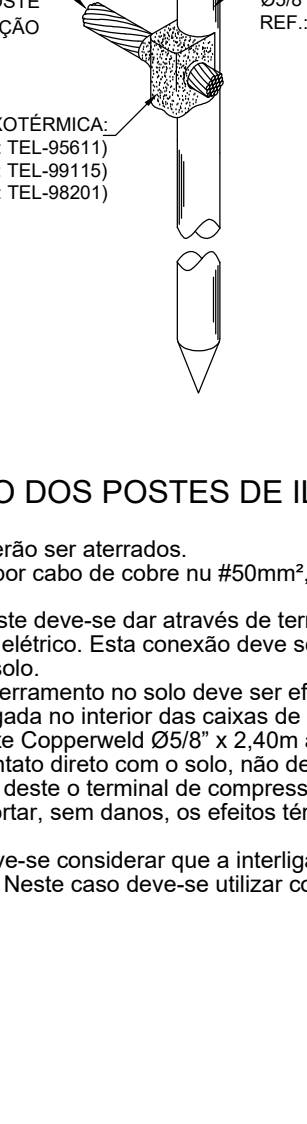 OSTE
Ø5/8
ÇÃO
REF.:
XOTÉRMICA:
: TEL-95611)
: TEL-99115)
: TEL-98201)
O DOS POSTES DE IL
erão ser aterrados.
por cabo de cobre nu #50mm²,
ste deve-se dar através de terr
elétrico. Esta conexão deve se
solo.
terramento no solo deve ser efe
gada no interior das caixas de
te Copperweld Ø5/8” x 2,40m a
ntato direto com o solo, não de
deste o terminal de compress
ortar, sem danos, os efeitos tér
ve-se considerar que a interliga
Neste caso deve-se utilizar co